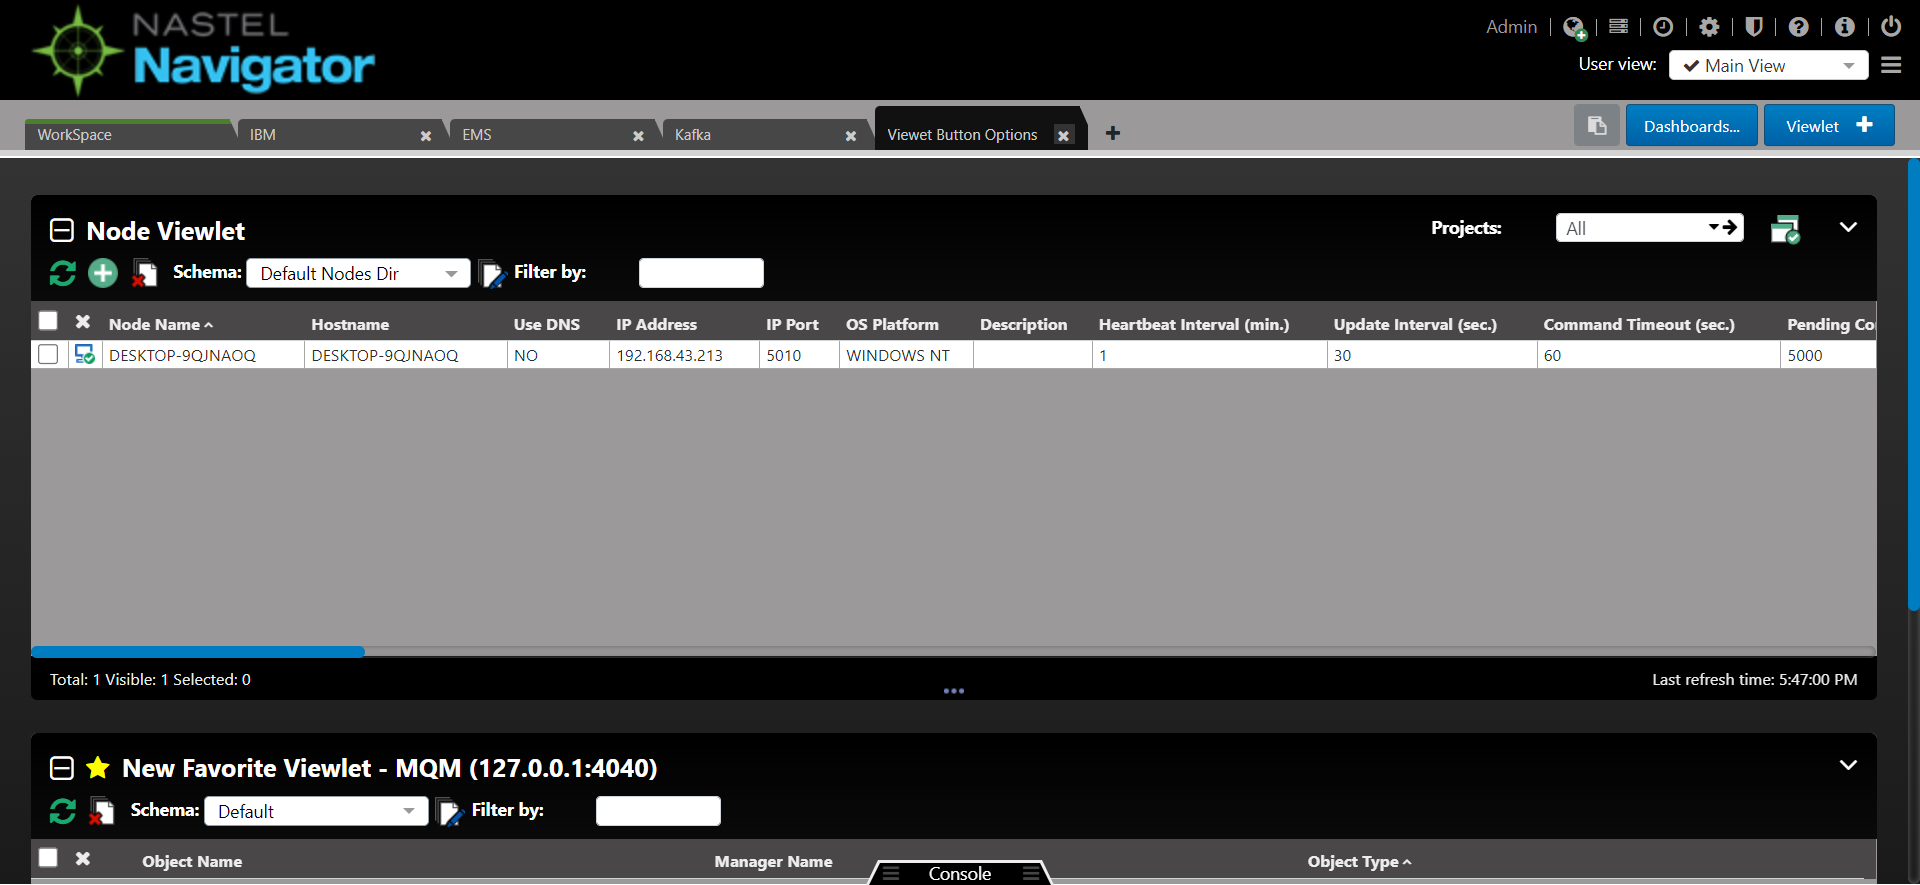 NASTEL
Navigator
Admin
User view: Main View
WorkSpace IBM EMS Kafka Viewet Button Options
Dashboards... Viewlet
Node Viewlet
Projects: All
Schema: Default Nodes Dir Filter by:
Node Name Hostname Use DNS IP Address IP Port OS Platform Description Heartbeat Interval (min.) Update Interval (sec.) Command Timeout (sec.) Pending Co
DESKTOP-9QJNAOQ DESKTOP-9QJNAOQ NO 192.168.43.213 5010 WINDOWS NT 1 30 60 5000
Total: 1 Visible: 1 Selected: 0
Last refresh time: 5:47:00 PM
New Favorite Viewlet - MQM (127.0.0.1:4040)
Schema: Default Filter by:
Object Name Manager Name Object Type
Console